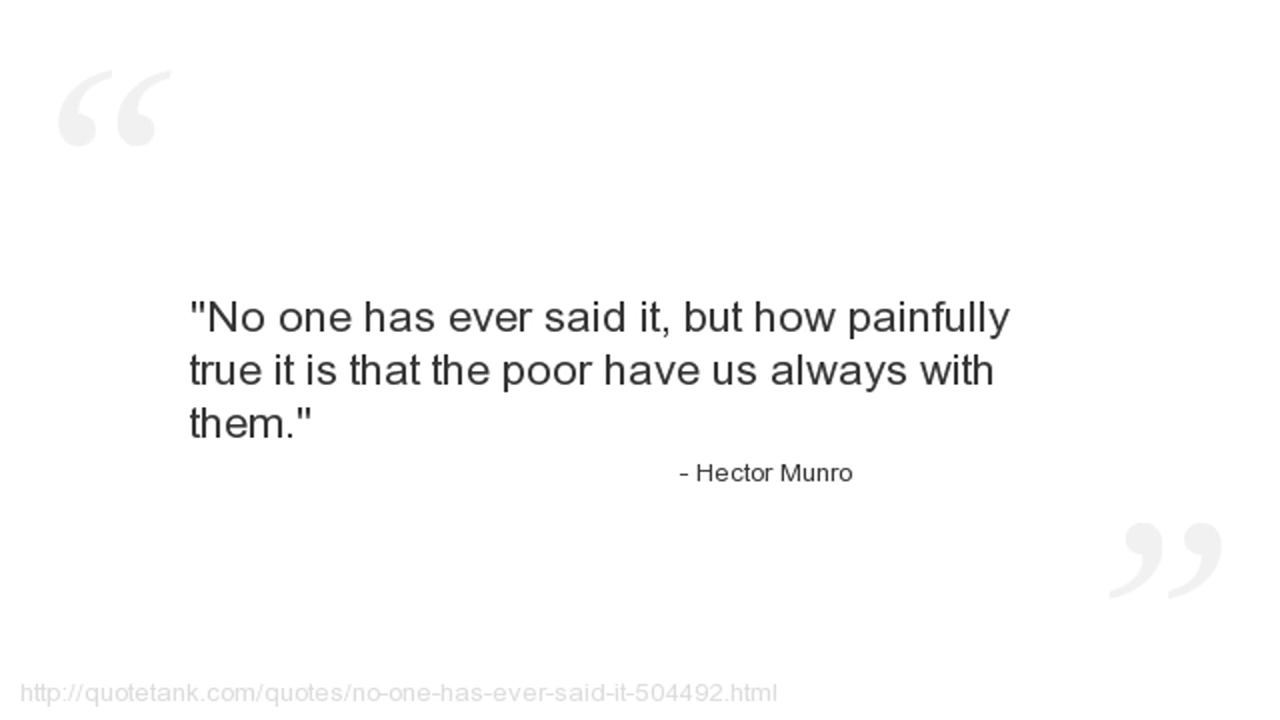 "No one has ever said it, but how painfully
true it is that the poor have us always with
them."
- Hector Munro
http://quotetank.com/quotes/no-one-has-ever-said-it-504492.html